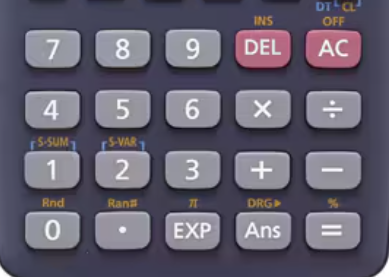 DT CL
INS OFF
7 8 9 DEL AC
4 5 6 × ÷
S-SUM S-VAR
1 2 3 + −
Rnd Ran# π DRG▶ %
0 · EXP Ans =